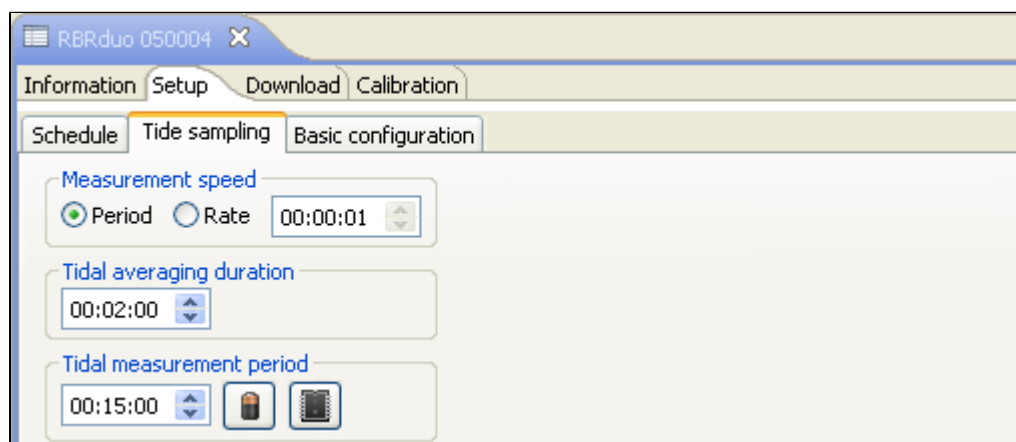 RBRduo 050004
Information Setup Download Calibration
Schedule Tide sampling Basic configuration
Measurement speed
Period Rate 00:00:01
Tidal averaging duration
00:02:00
Tidal measurement period
00:15:00